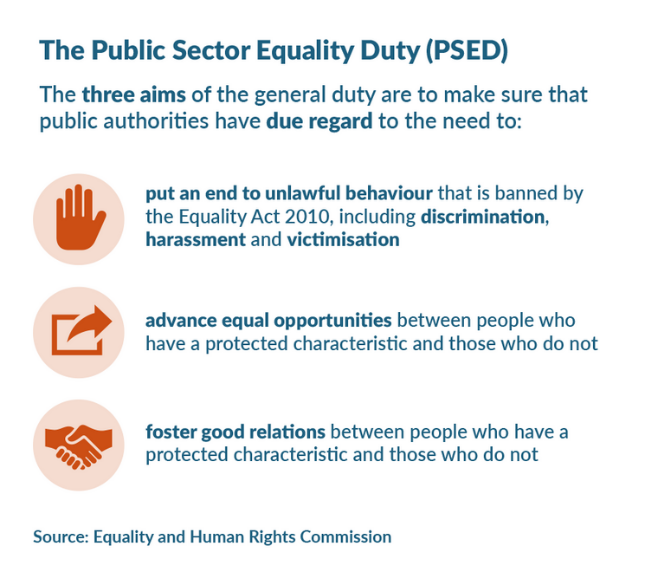 The Public Sector Equality Duty (PSED)
The three aims of the general duty are to make sure that
public authorities have due regard to the need to:
put an end to unlawful behaviour that is banned by
the Equality Act 2010, including discrimination,
harassment and victimisation
advance equal opportunities between people who
have a protected characteristic and those who do not
foster good relations between people who have a
protected characteristic and those who do not
Source: Equality and Human Rights Commission